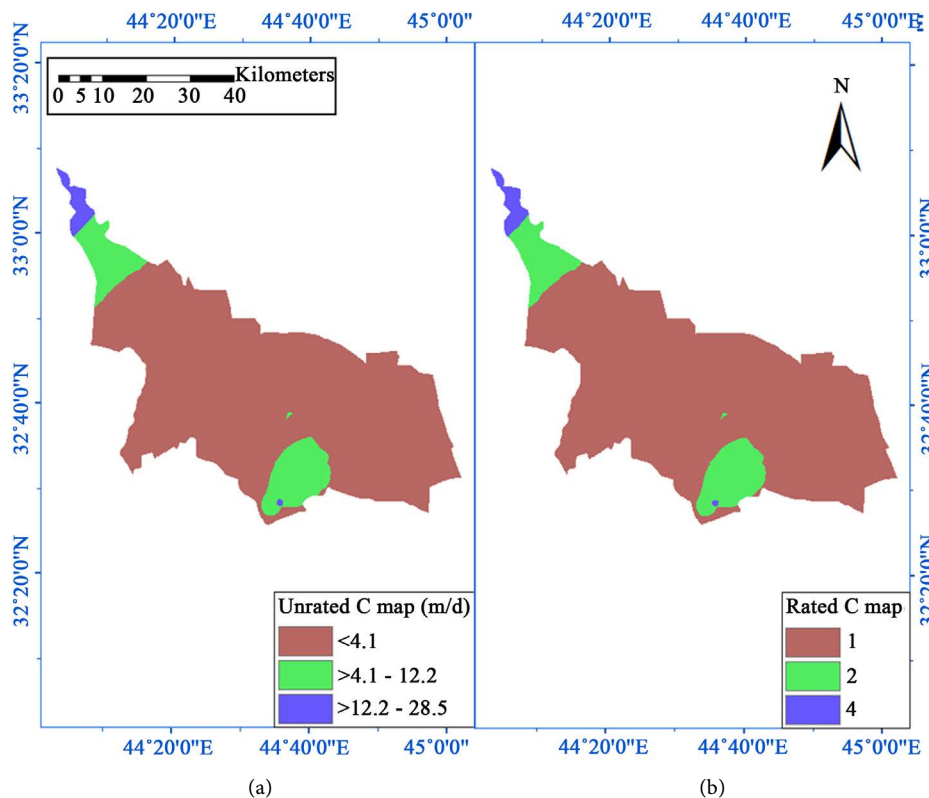 44°20'0"E 44°40'0"E 45°0'0"E 44°20'0"E 44°40'0"E 45°0'0"E
33°20'0"N
Kilometers
0 5 10 20 30 40
N
33°0'0"N 33°0'0"N
32°40'0"N 32°40'0"N
32°20'0"N 32°20'0"N
Unrated C map (m/d)
<4.1
>4.1 - 12.2
>12.2 - 28.5
Rated C map
1
2
4
44°20'0"E 44°40'0"E 45°0'0"E 44°20'0"E 44°40'0"E 45°0'0"E
(a) (b)